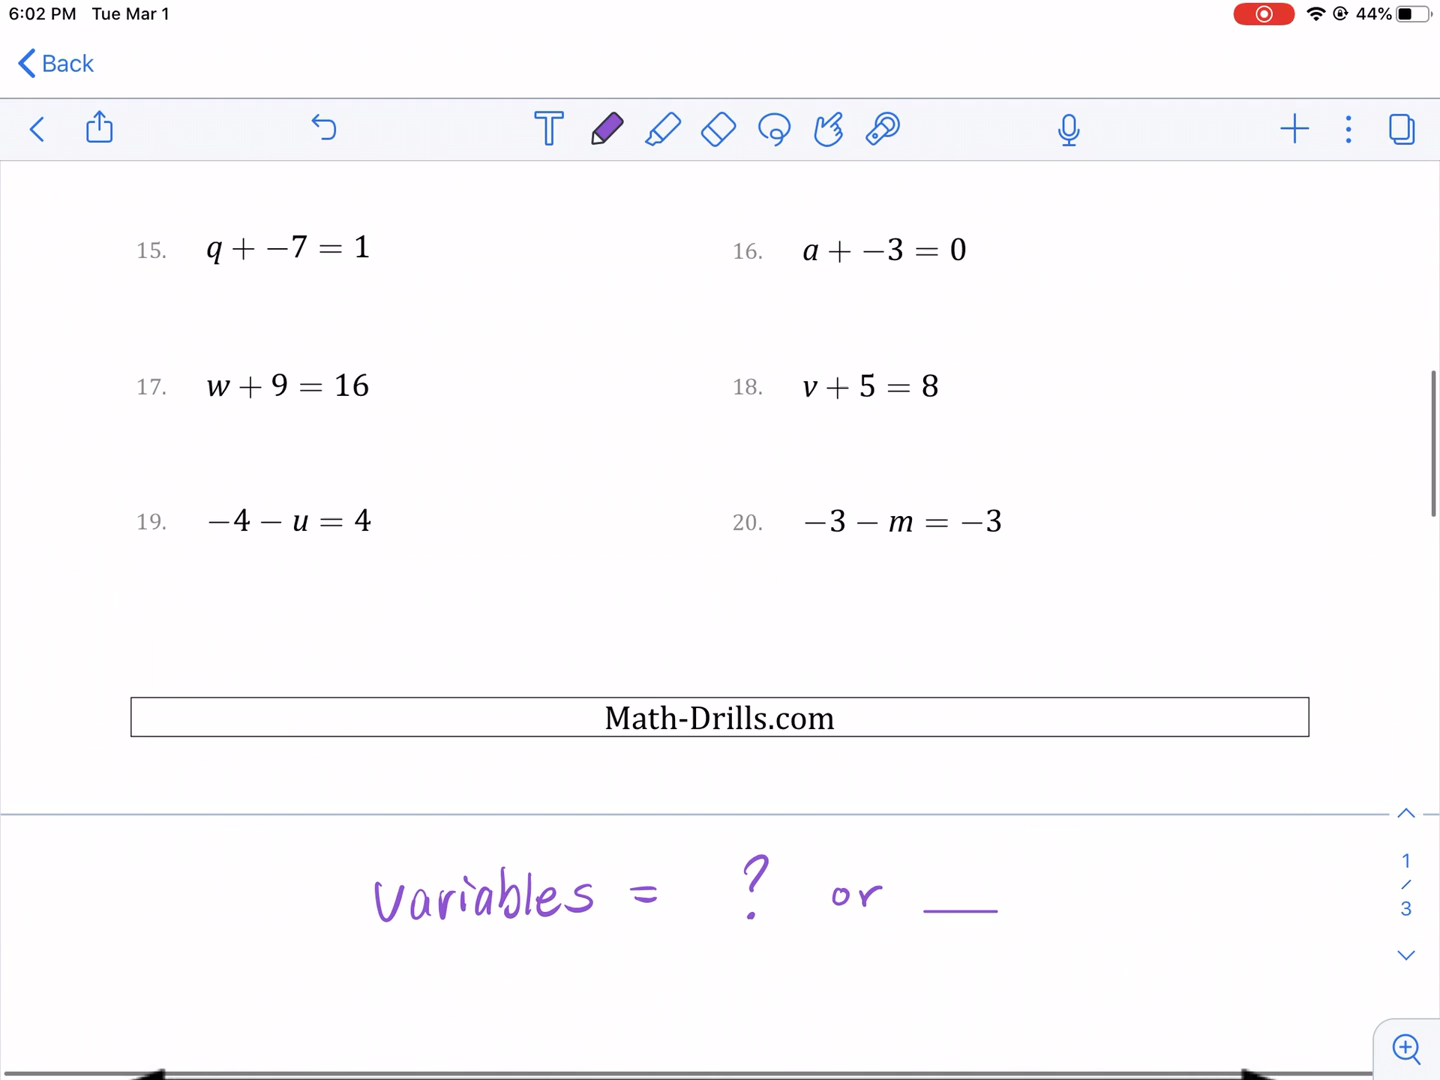 6:02 PM Tue Mar 1 44%
Back
15. q + −7 = 1 16. a + −3 = 0
17. w + 9 = 16 18. v + 5 = 8
19. −4 − u = 4 20. −3 − m = −3
Math-Drills.com
variables = ? or __
1
/
3